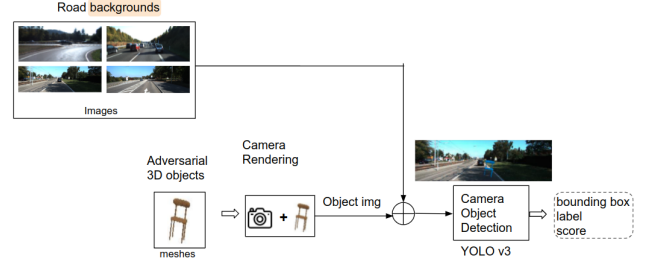 Road backgrounds
Images
Adversarial
3D objects
meshes
Camera
Rendering
+
Object img
Camera
Object
Detection
YOLO v3
bounding box
label
score